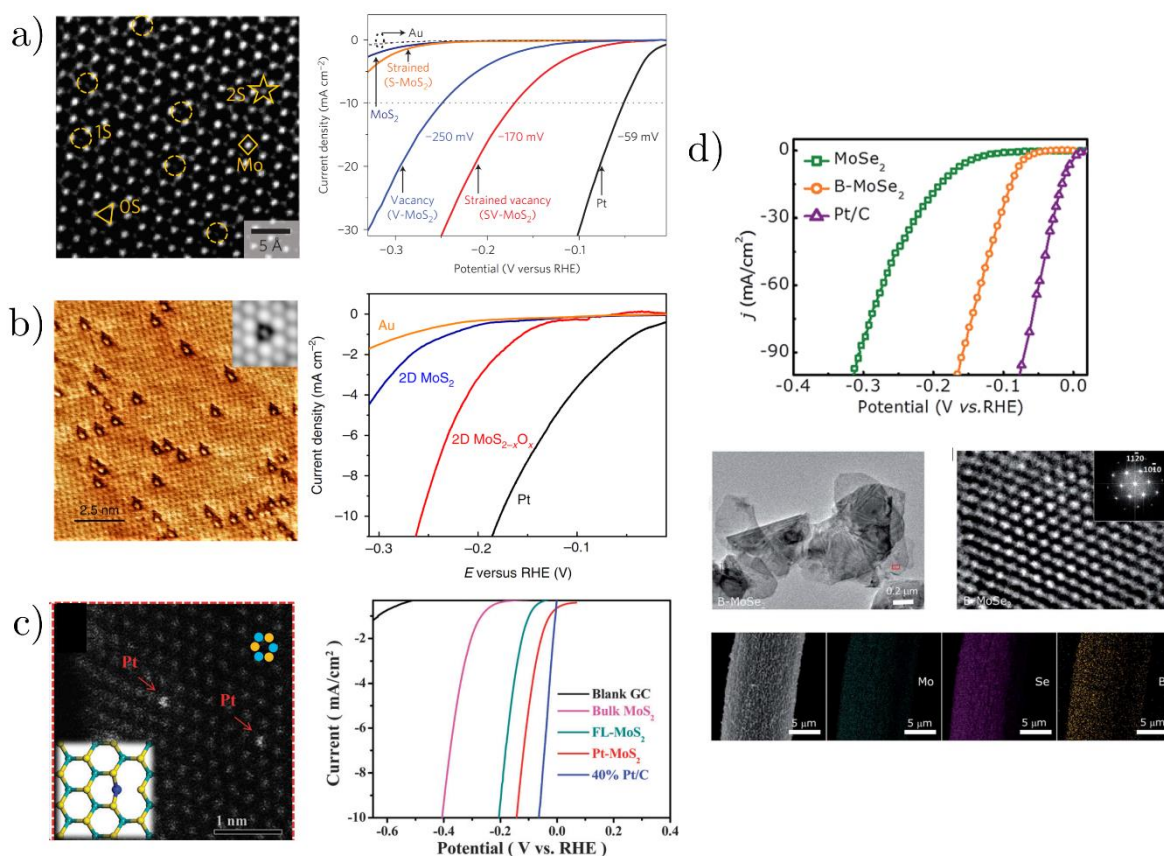 a)
2S
1S
Mo
0S
5 Å
Au
Strained
(S-MoS2)
MoS2
−250 mV
−170 mV
−59 mV
Vacancy
(V-MoS2)
Strained vacancy
(SV-MoS2)
Pt
0
−10
−20
−30
−0.3
−0.2
−0.1
Current density (mA cm−2)
Potential (V versus RHE)
b)
2.5 nm
Au
2D MoS2
2D MoS2−xOx
Pt
0
−2
−4
−6
−8
−10
−0.3
−0.2
−0.1
Current density (mA cm−2)
E versus RHE (V)
c)
Pt
Pt
1 nm
Blank GC
Bulk MoS2
FL-MoS2
Pt-MoS2
40% Pt/C
-2
-4
-6
-8
-10
-0.6
-0.4
-0.2
0.0
0.2
0.4
Current ( mA/cm2)
Potential ( V vs. RHE)
d)
MoSe2
B-MoSe2
Pt/C
0
-30
-60
-90
-0.4
-0.3
-0.2
-0.1
0.0
j (mA/cm2)
Potential (V vs.RHE)
B-MoSe
0.2 μm
11̄20
101̄0
B-MoSe2
5 μm
Mo
5 μm
Se
5 μm
B
5 μm